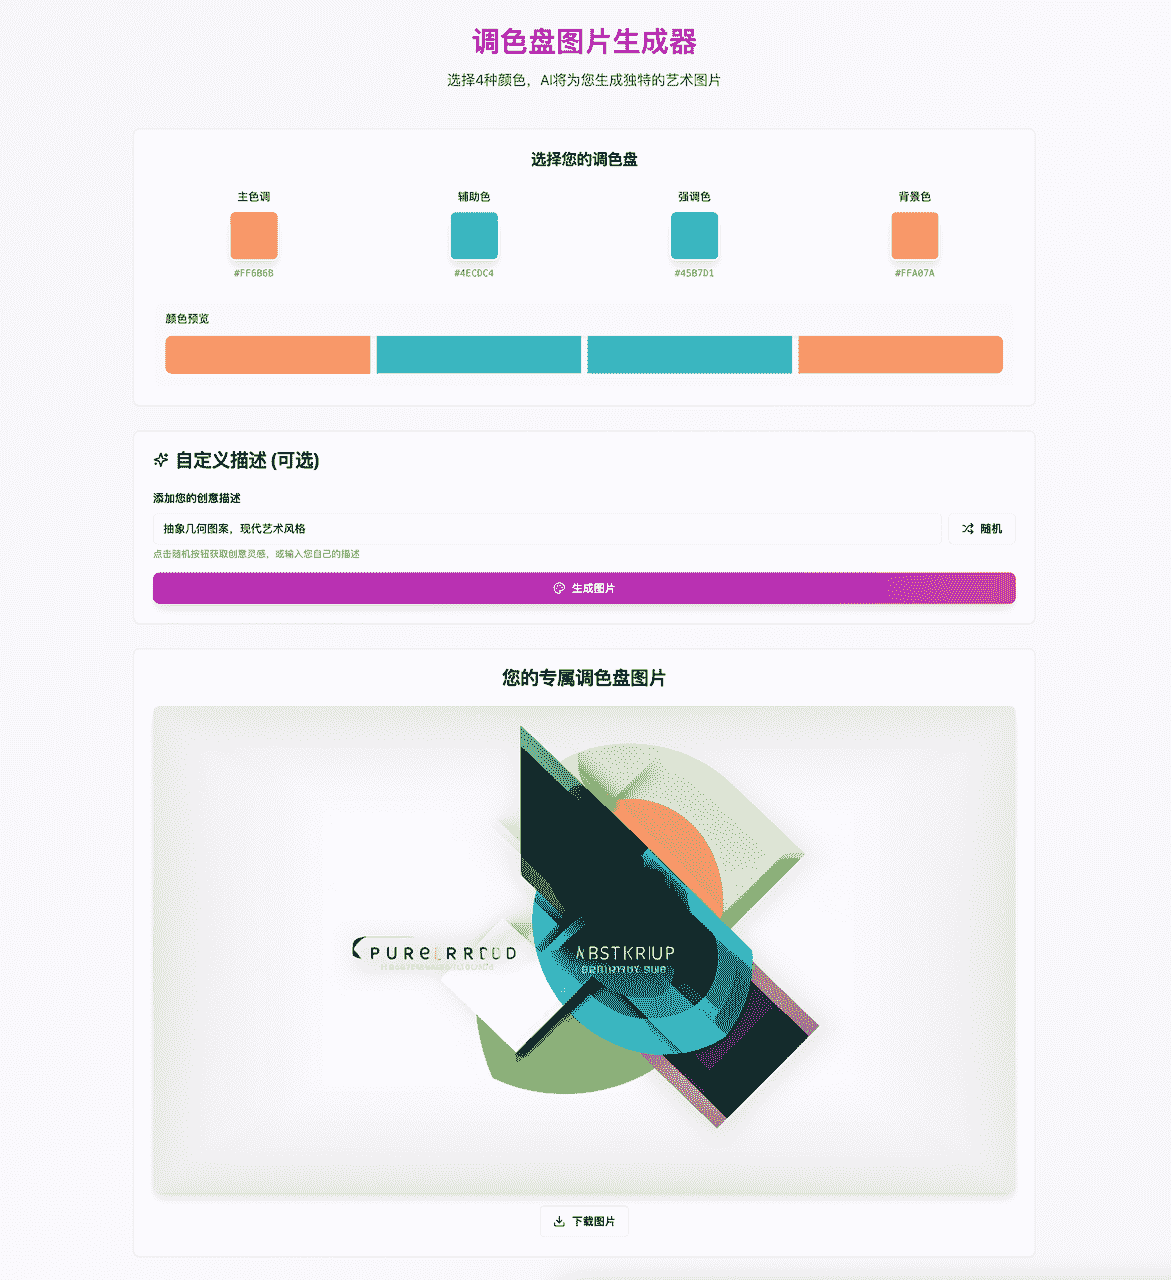 调色盘图片生成器
选择4种颜色，AI将为您生成独特的艺术图片
选择您的调色盘
主色调 辅助色 强调色 背景色
#FF6B6B #4ECDC4 #45B7D1 #FFA07A
颜色预览
自定义描述 (可选)
添加您的创意描述
抽象几何图案，现代艺术风格 随机
点击随机按钮获取创意灵感，或输入您自己的描述
生成图片
您的专属调色盘图片
下载图片